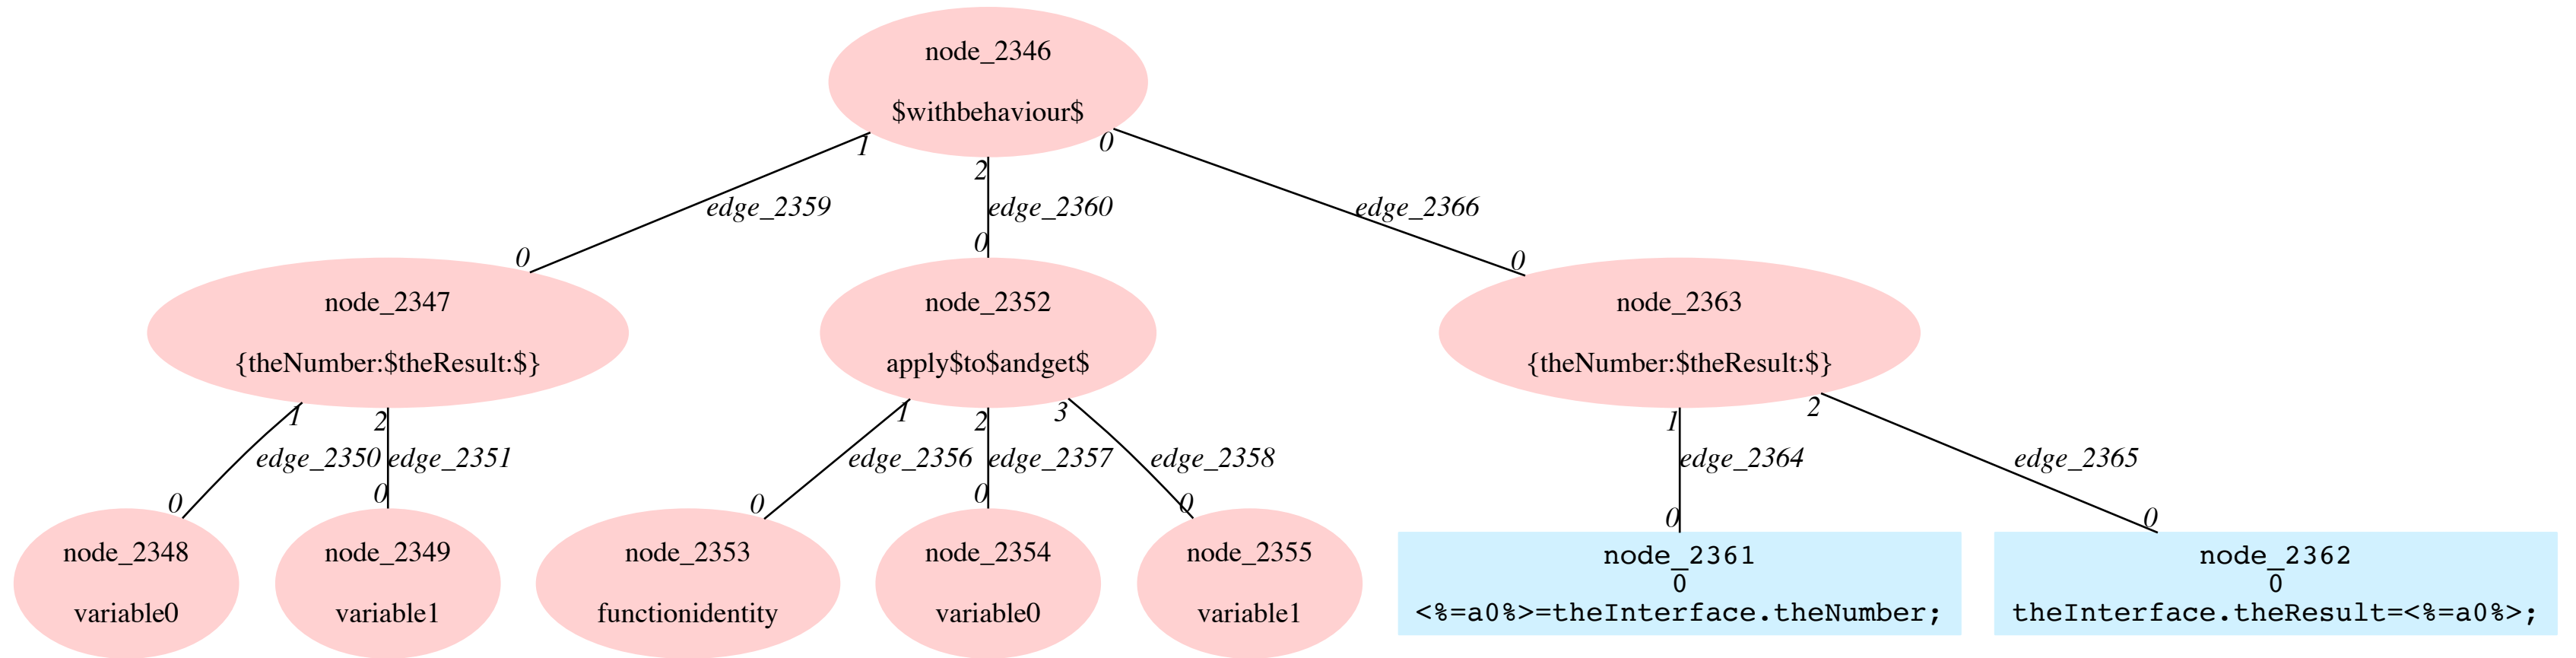 node_2346
$withbehaviour$
1
2
0
edge_2359
edge_2360
edge_2366
0
0
0
node_2347
{theNumber:$theResult:$}
node_2352
apply$to$andget$
node_2363
{theNumber:$theResult:$}
1
2
1
2
3
1
2
edge_2350
edge_2351
edge_2356
edge_2357
edge_2358
edge_2364
edge_2365
0
0
0
0
0
0
0
node_2348
variable0
node_2349
variable1
node_2353
functionidentity
node_2354
variable0
node_2355
variable1
node_2361
0
<%=a0%>=theInterface.theNumber;
node_2362
0
theInterface.theResult=<%=a0%>;